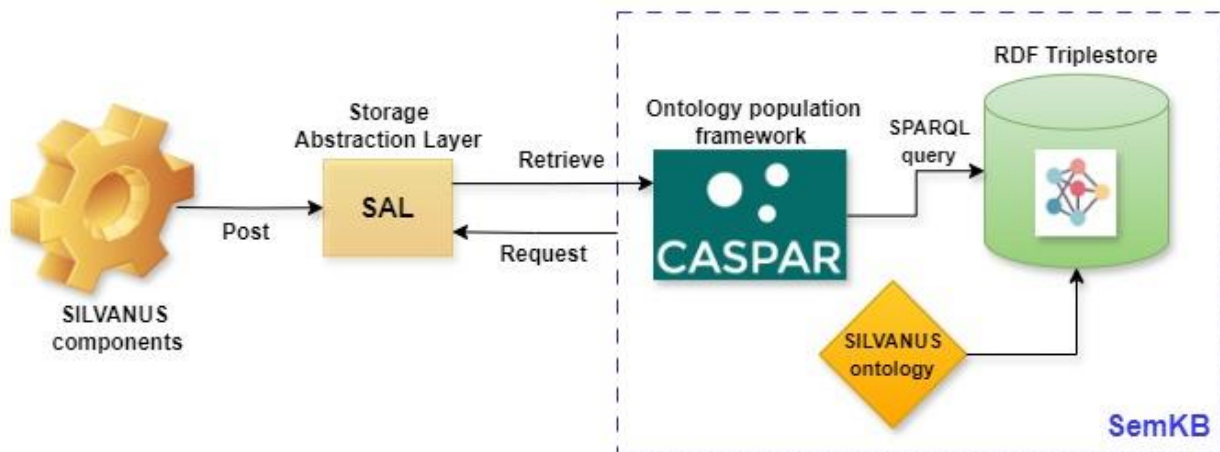 SILVANUS
components
Post
Storage
Abstraction Layer
SAL
Retrieve
Request
Ontology population
framework
CASPAR
SPARQL
query
RDF Triplestore
SILVANUS
ontology
SemKB